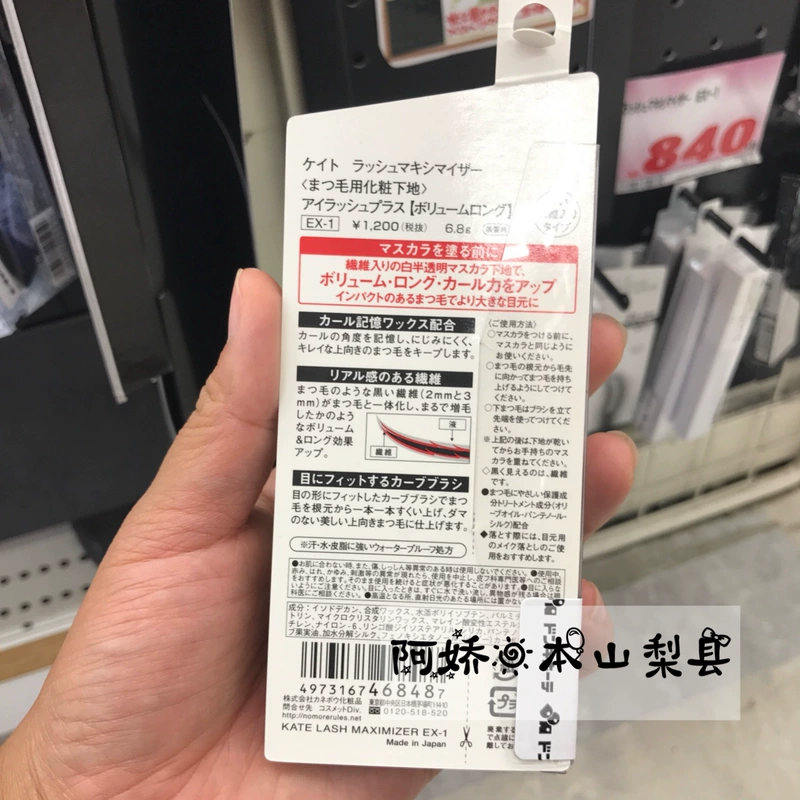 840
ケイト ラッシュマキシマイザー
〈まつ毛用化粧下地〉
アイラッシュプラス【ボリュームロング】
EX-1 ¥1,200(税抜) 6.8g
タイプ
マスカラを塗る前に
繊維入りの白半透明マスカラ下地で、
ボリューム・ロング・カール力をアップ
インパクトのあるまつ毛でより大きな目元に
カール記憶ワックス配合
カールの角度を記憶し、にじみにくく、
キレイな上向きのまつ毛をキープします。
リアル感のある繊維
まつ毛のような黒い繊維(2mmと3
mm)がまつ毛と一体化し、まるで増毛
したかのよう
なボリューム
&ロング効果
アップ。
液
繊維
目にフィットするカーブブラシ
目の形にフィットしたカーブブラシでまつ
毛を根元から一本一本すくい上げ、ダマ
のない美しい上向きまつ毛に仕上げます。
※汗・水・皮脂に強いウォータープルーフ処方
〈ご使用方法〉
○マスカラをつける前に、
マスカラと同じように
お使いください。
○まつ毛の根元から毛先
に向かってまつ毛を持ち
上げるようにしてつけます。
○下まつ毛はブラシを立て
先端を使ってつけてくだ
さい。
※上記の後は、下地が乾い
てからお手持ちのマス
カラを重ねてください。
◇黒く見えるのは、繊維
です。
●まつ毛にやさしい保護成
分トリートメント成分(オリ
ーブオイル・パンテノール・
シルク)配合
◆落とす際には、目元用
のメイク落としのご使
用をおすすめします。
阿娇※本山梨县
4973167468487
株式会社カネボウ化粧品
問合せ先 コスメットDiv.
0120-518-520
http://nomorerules.net
KATE LASH MAXIMIZER EX-1
Made in Japan
プラ